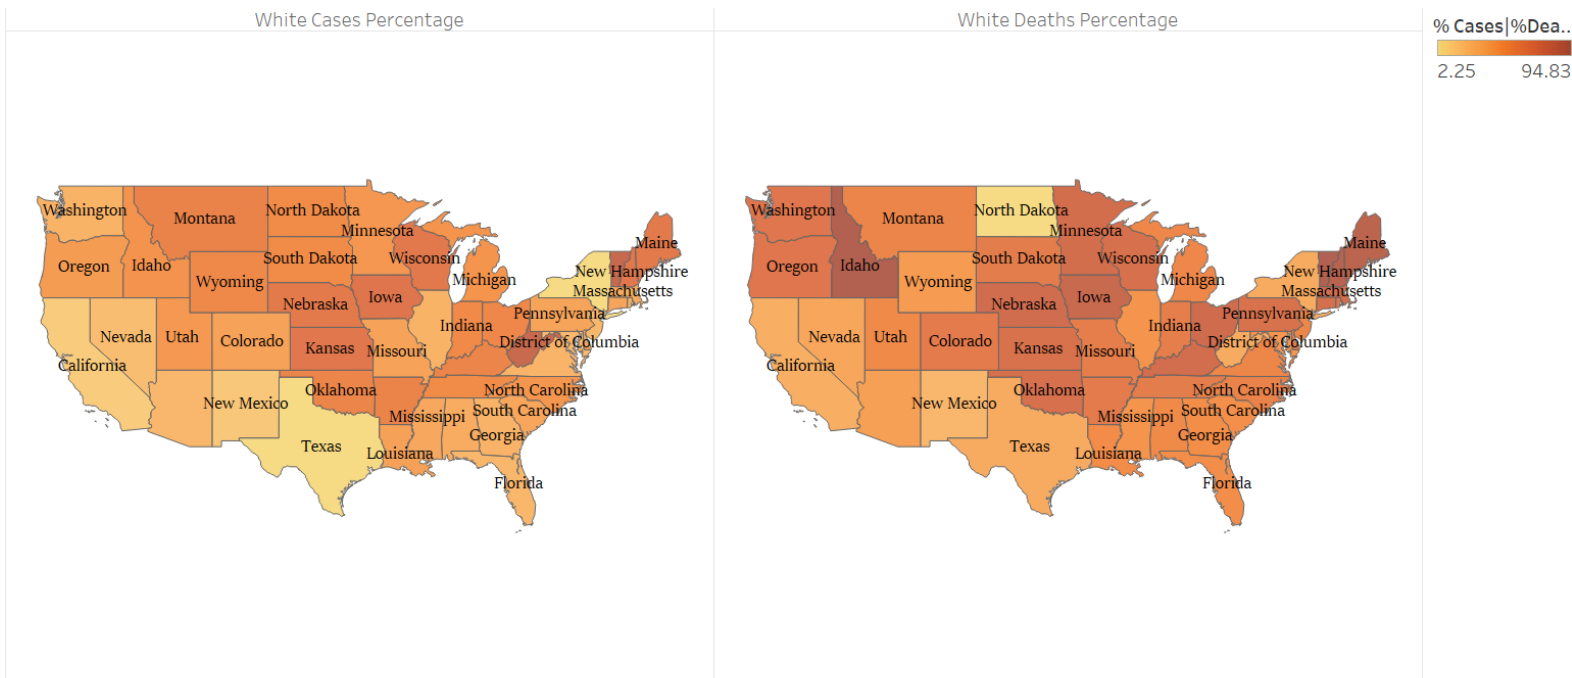 White Cases Percentage
Washington
Montana
North Dakota
Minnesota
Oregon
Idaho
Wyoming
South Dakota
Wisconsin
Michigan
Maine
New Hampshire
Massachusetts
Nebraska
Iowa
Pennsylvania
Nevada
Utah
Colorado
Kansas
Missouri
Indiana
District of Columbia
California
New Mexico
Oklahoma
North Carolina
Mississippi
South Carolina
Georgia
Texas
Louisiana
Florida
White Deaths Percentage
Washington
Montana
North Dakota
Minnesota
Oregon
Idaho
Wyoming
South Dakota
Wisconsin
Michigan
Maine
New Hampshire
Massachusetts
Nebraska
Iowa
Pennsylvania
Nevada
Utah
Colorado
Kansas
Missouri
Indiana
District of Columbia
California
New Mexico
Oklahoma
North Carolina
Mississippi
South Carolina
Georgia
Texas
Louisiana
Florida
% Cases|%Dea..
2.25 94.83